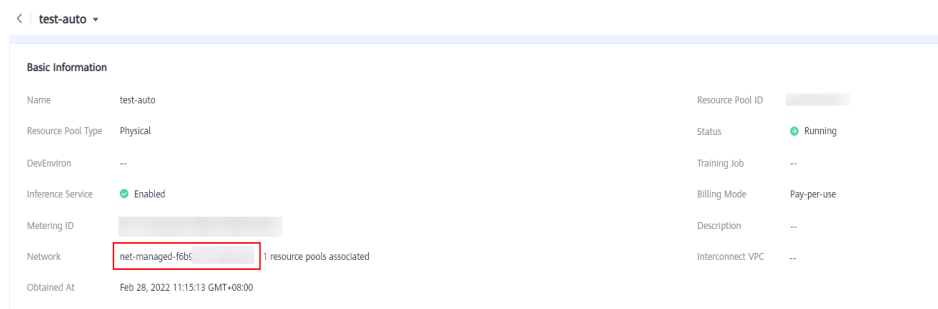 test-auto
Basic Information
Name test-auto Resource Pool ID
Resource Pool Type Physical Status Running
DevEnviron -- Training Job --
Inference Service Enabled Billing Mode Pay-per-use
Metering ID Description --
Network net-managed-f6b9 1 resource pools associated Interconnect VPC --
Obtained At Feb 28, 2022 11:15:13 GMT+08:00